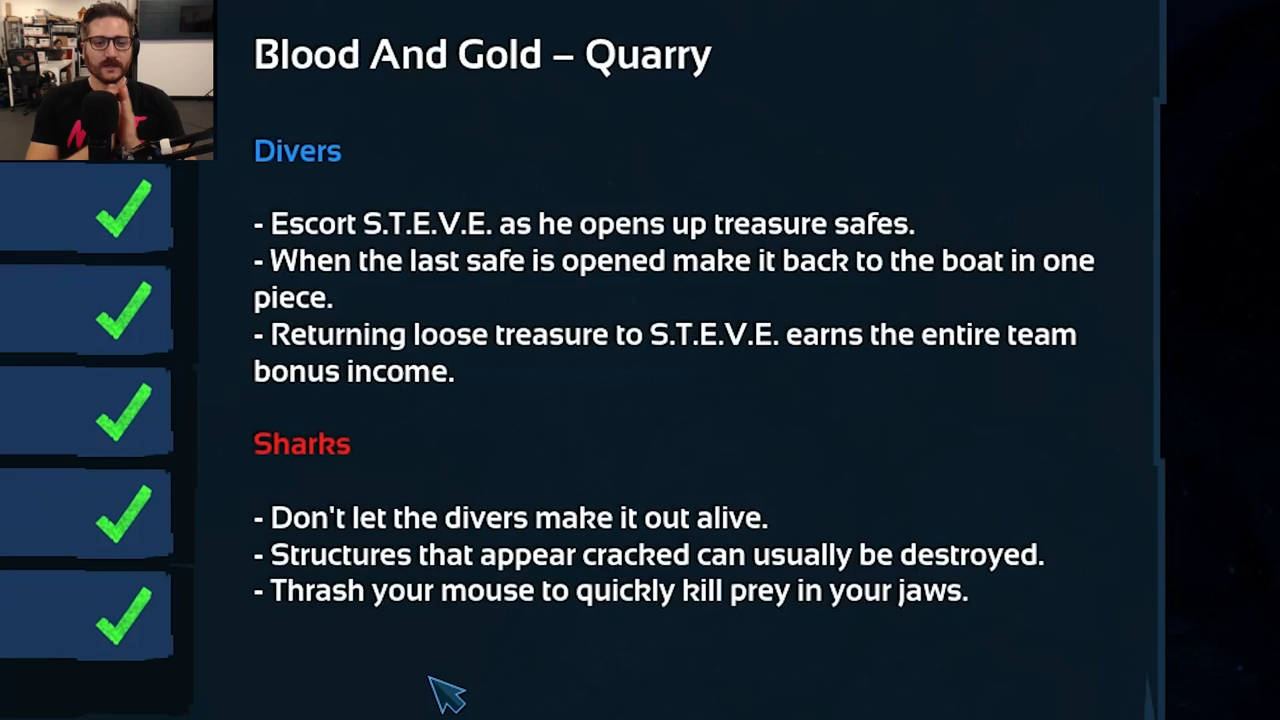 Blood And Gold – Quarry
Divers
- Escort S.T.E.V.E. as he opens up treasure safes.
- When the last safe is opened make it back to the boat in one
piece.
- Returning loose treasure to S.T.E.V.E. earns the entire team
bonus income.
Sharks
- Don't let the divers make it out alive.
- Structures that appear cracked can usually be destroyed.
- Thrash your mouse to quickly kill prey in your jaws.